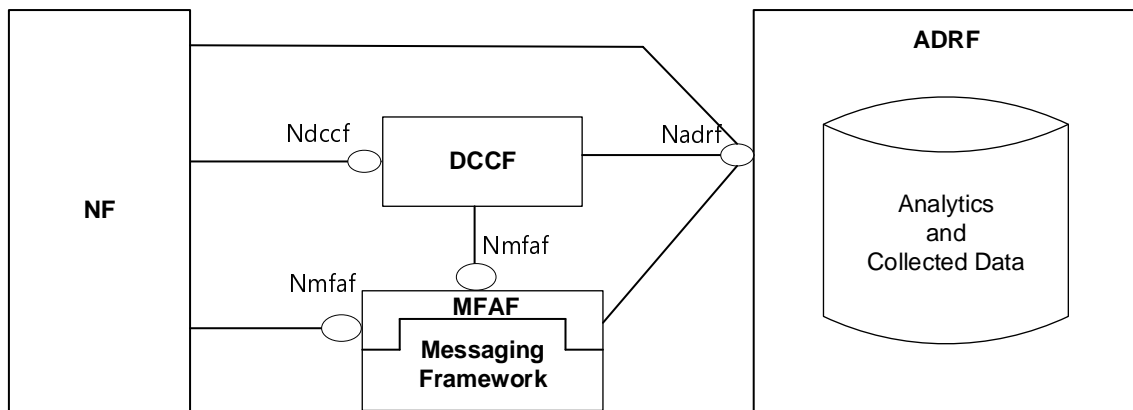 ADRF
Ndccf
Nadrf
DCCF
NF
Analytics
and
Collected Data
Nmfaf
Nmfaf
MFAF
Messaging
Framework